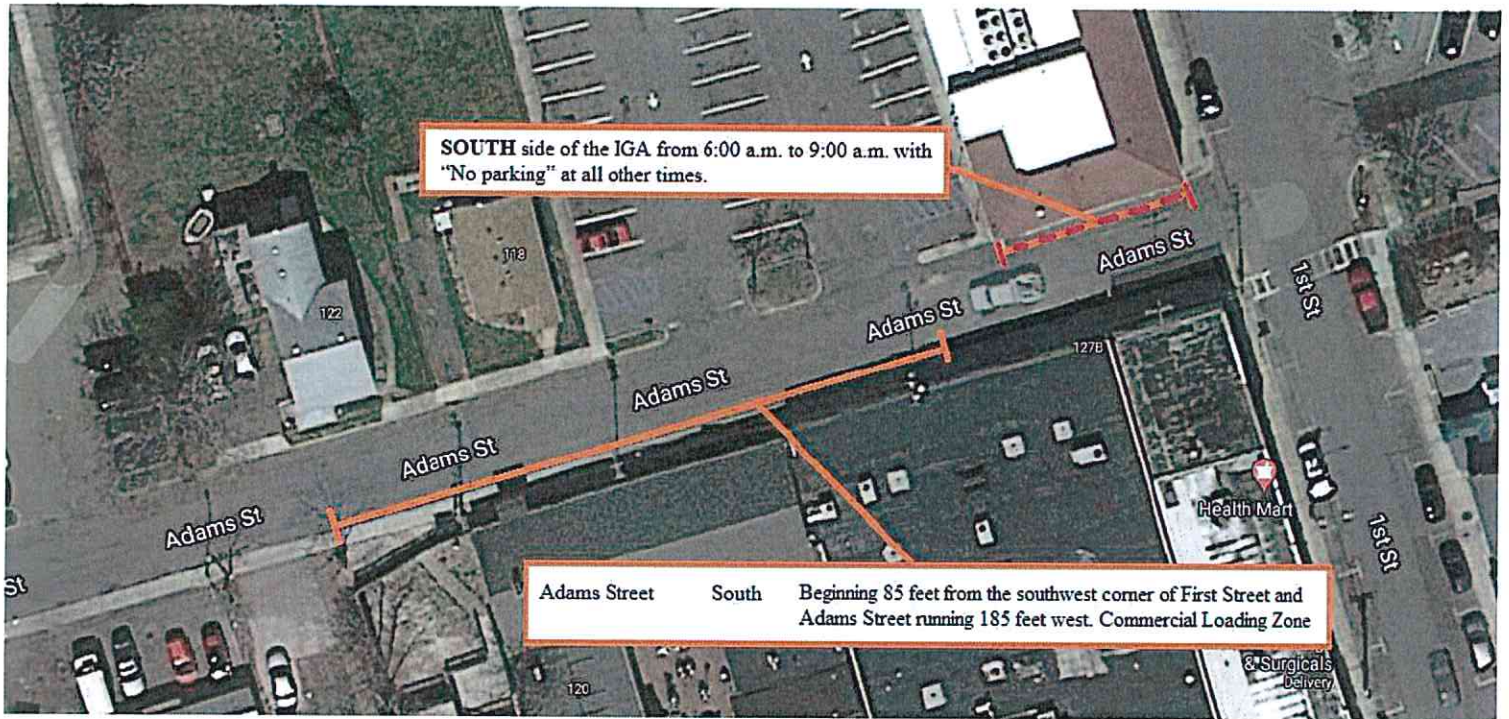 SOUTH side of the IGA from 6:00 a.m. to 9:00 a.m. with
“No parking” at all other times.
118
Adams St
1st St
122
Adams St
127B
Adams St
Adams St
Health Mart
Adams St
1st St
St
Adams Street South Beginning 85 feet from the southwest corner of First Street and
Adams Street running 185 feet west. Commercial Loading Zone
& Surgicals
Delivery
120